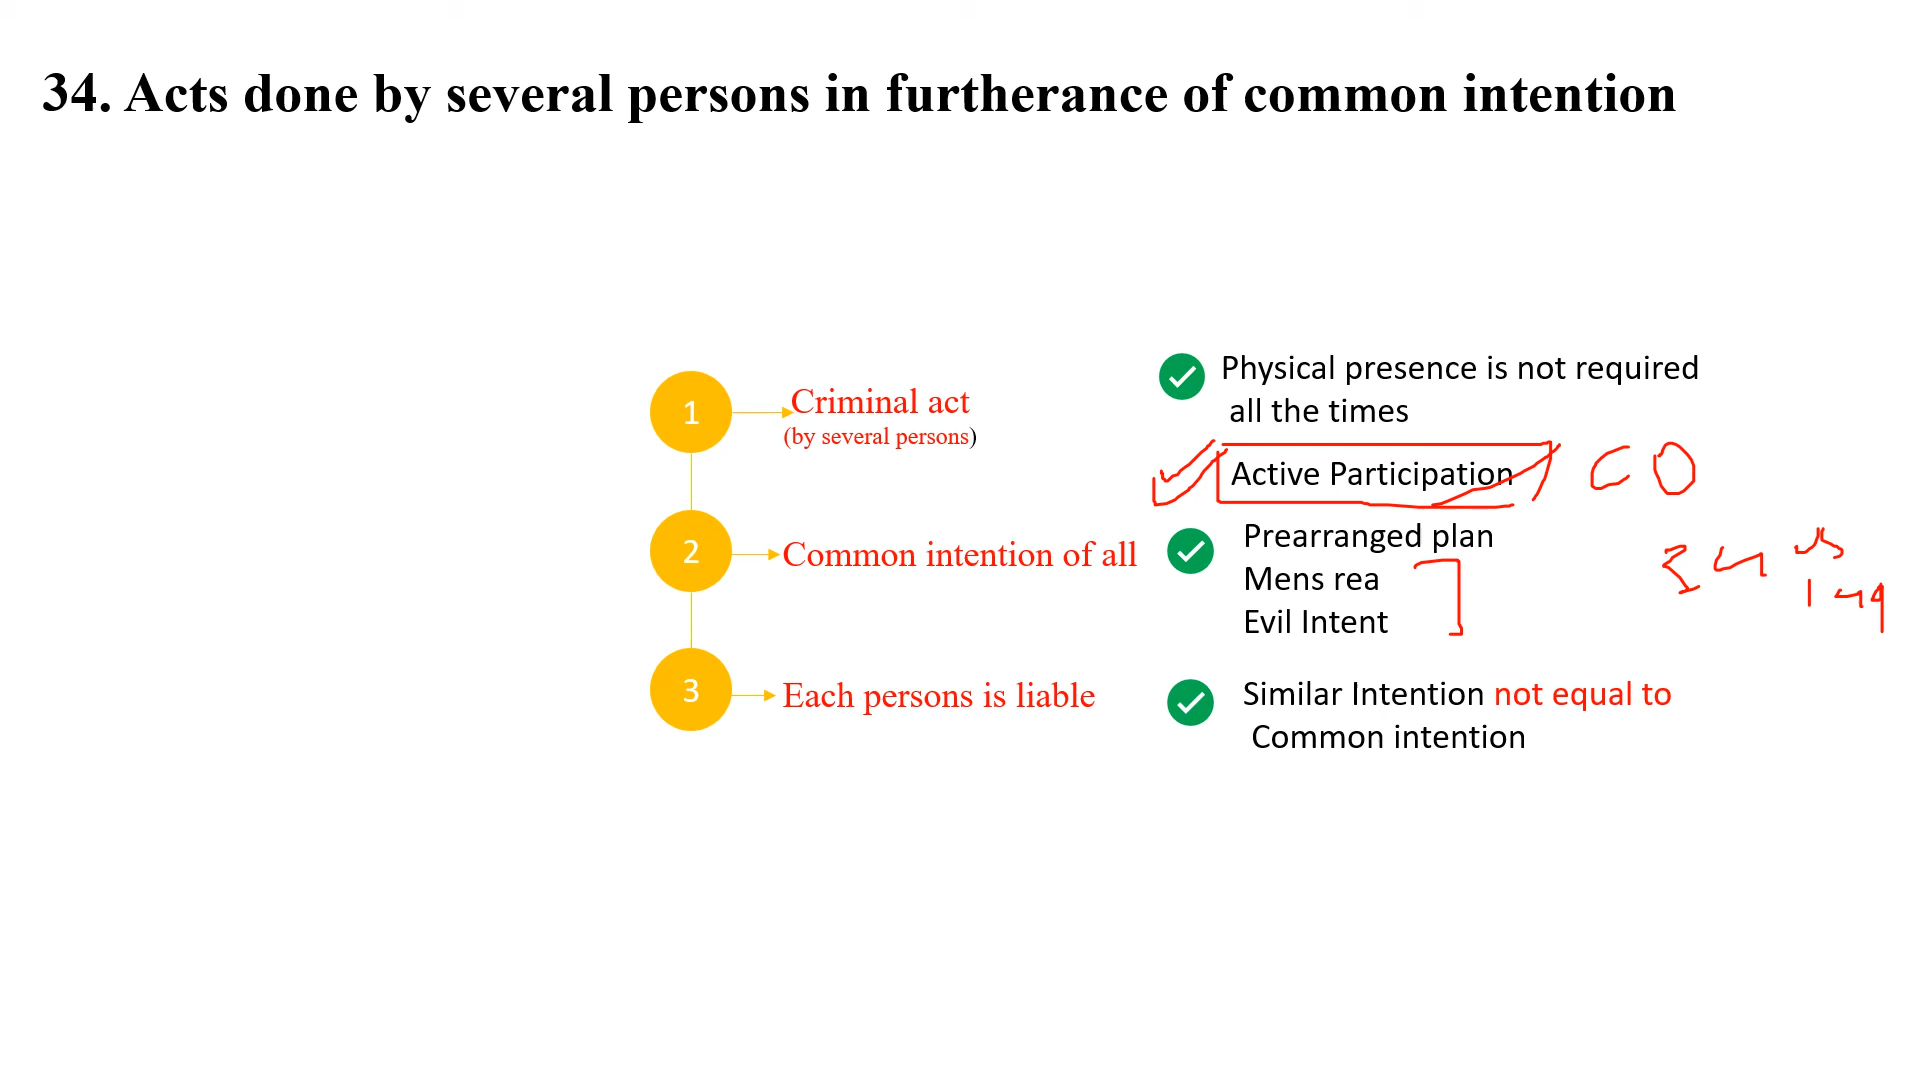 34. Acts done by several persons in furtherance of common intention
1
Criminal act
(by several persons)
2
Common intention of all
3
Each persons is liable
Physical presence is not required
all the times
Active Participation
CO
Prearranged plan
Mens rea
Evil Intent
34 vs
149
Similar Intention not equal to
Common intention